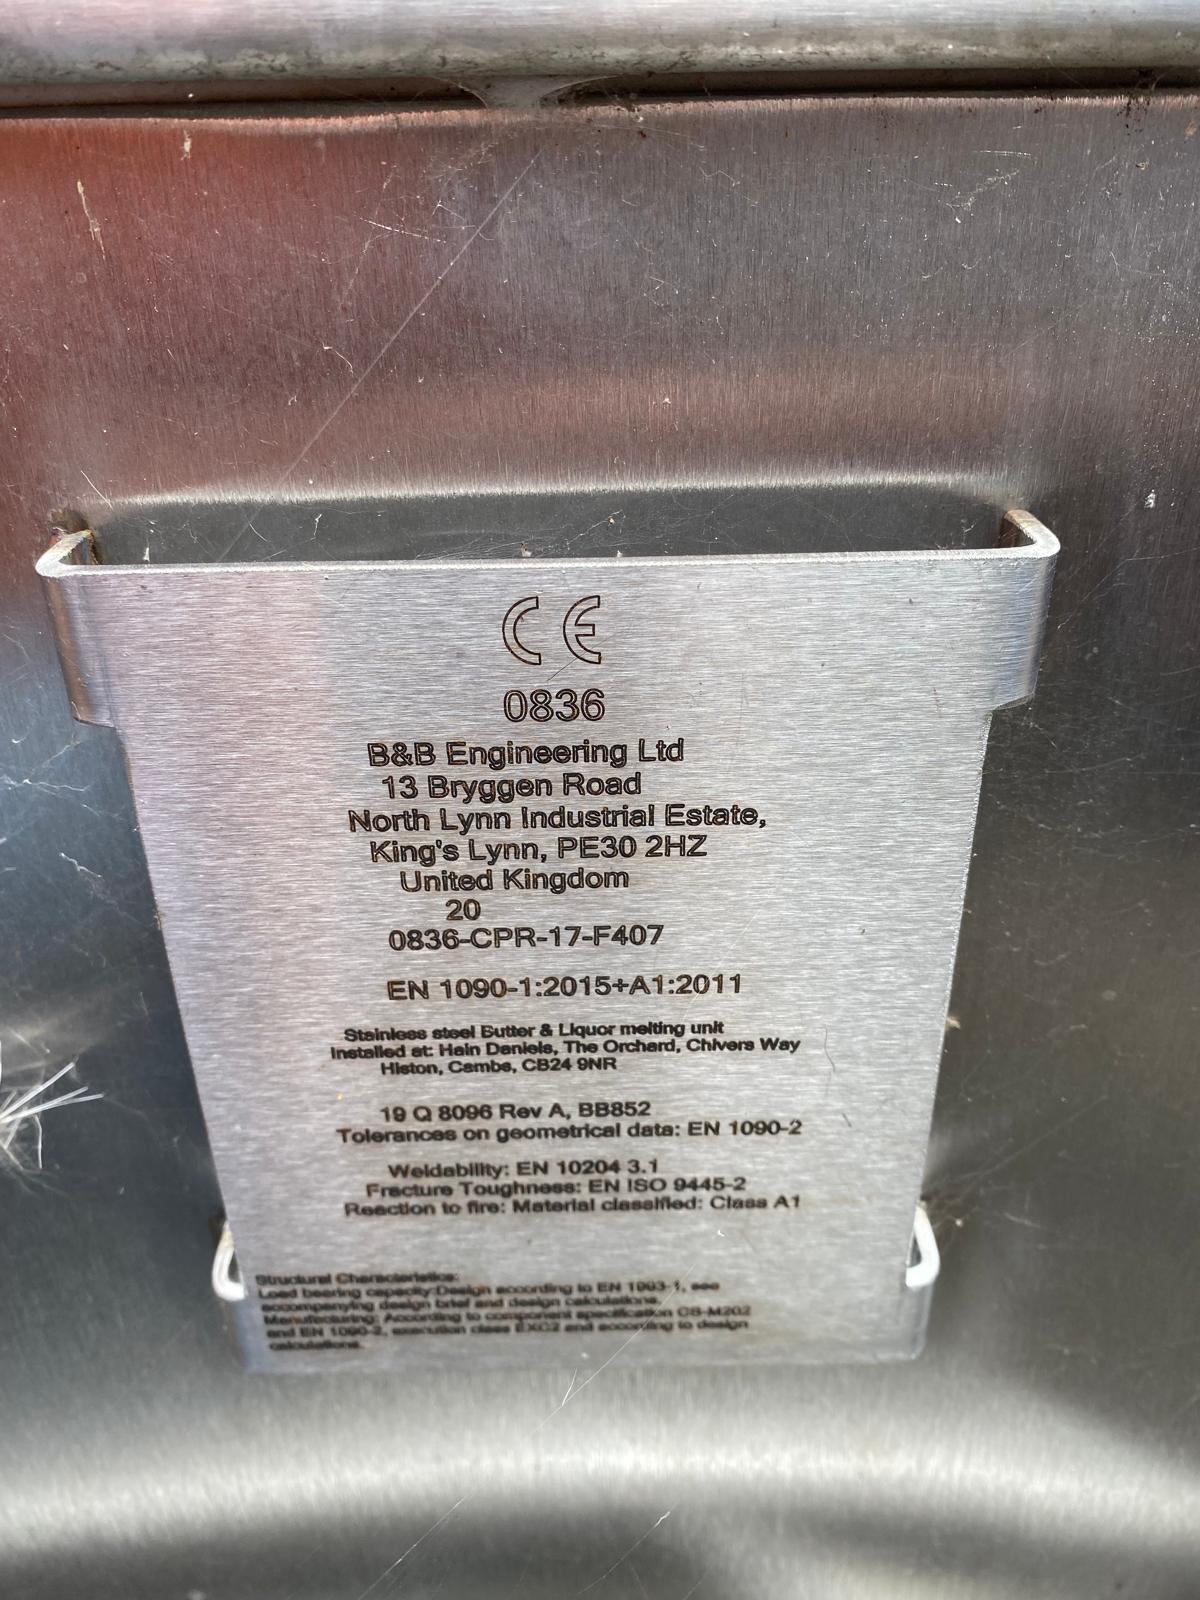 CE
0836
B&B Engineering Ltd
13 Bryggen Road
North Lynn Industrial Estate,
King's Lynn, PE30 2HZ
United Kingdom
20
0836-CPR-17-F407
EN 1090-1:2015+A1:2011
Stainless steel Butter & Liquor melting unit
Installed at: Hain Daniels, The Orchard, Chivers Way
Histon, Cambs, CB24 9NR
19 Q 8096 Rev A, BB852
Tolerances on geometrical data: EN 1090-2
Weldability: EN 10204 3.1
Fracture Toughness: EN ISO 9445-2
Reaction to fire: Material classified: Class A1
Structural Characteristics:
Load bearing capacity:Design according to EN 1993-1, see
accompanying design brief and design calculations.
Manufacturing: According to component specification CS-M202
and EN 1090-2, execution class EXC2 and according to design
calculations.